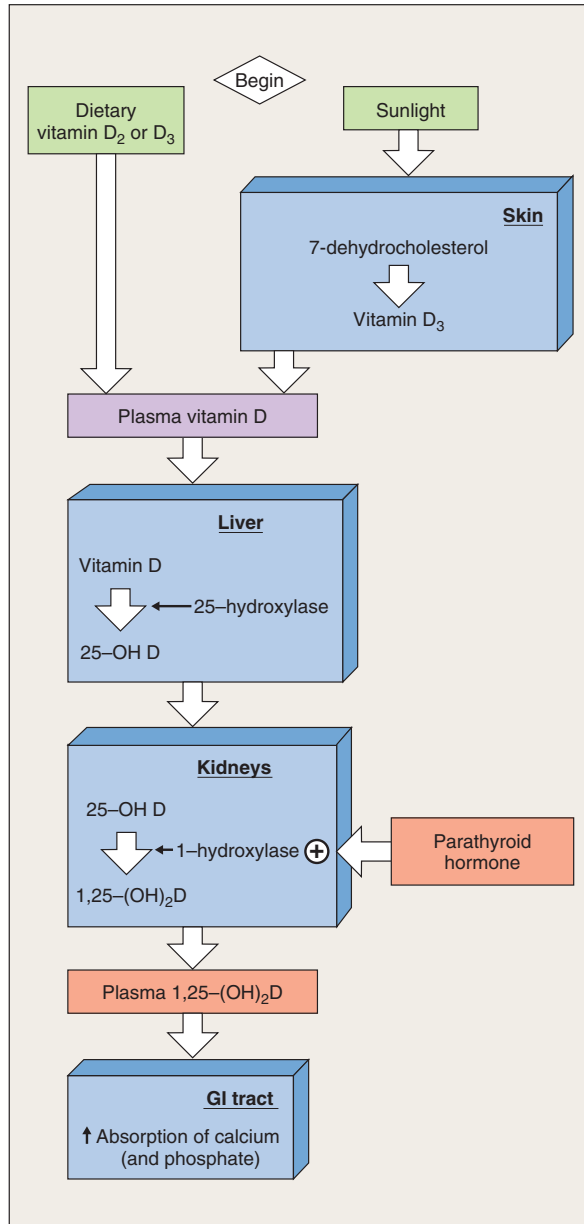 Begin
Dietary
vitamin D₂ or D₃
Sunlight
Skin
7-dehydrocholesterol
Vitamin D₃
Plasma vitamin D
Liver
Vitamin D
25–hydroxylase
25–OH D
Kidneys
25–OH D
1–hydroxylase +
1,25–(OH)₂D
Parathyroid
hormone
Plasma 1,25–(OH)₂D
GI tract
Absorption of calcium
(and phosphate)